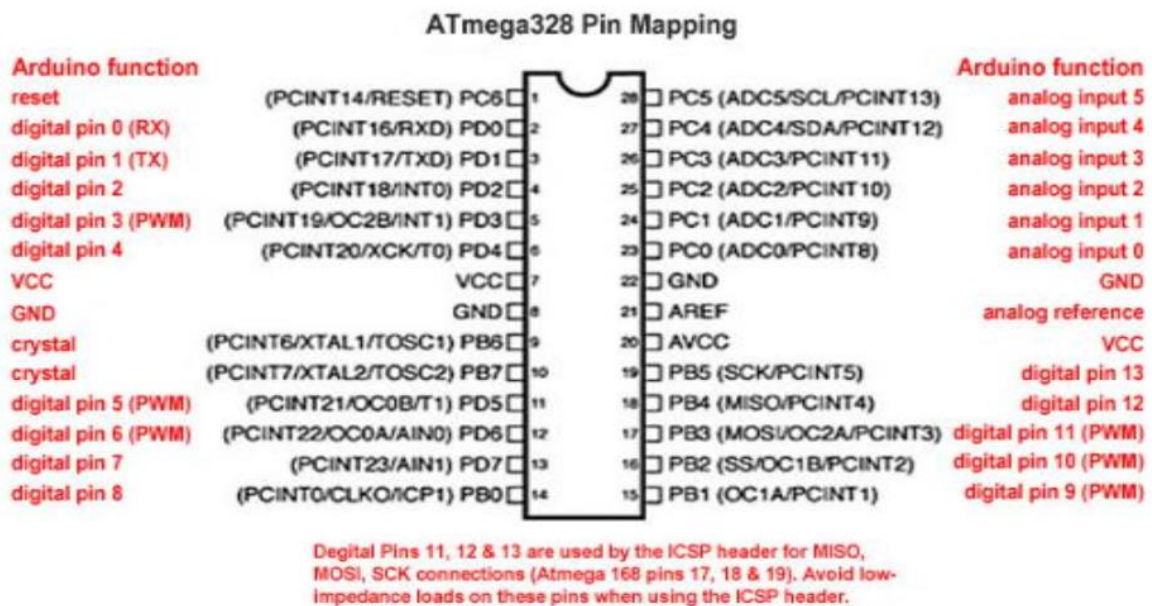 ATmega328 Pin Mapping
Arduino function Arduino function
reset (PCINT14/RESET) PC6 1 28 PC5 (ADC5/SCL/PCINT13) analog input 5
digital pin 0 (RX) (PCINT16/RXD) PD0 2 27 PC4 (ADC4/SDA/PCINT12) analog input 4
digital pin 1 (TX) (PCINT17/TXD) PD1 3 26 PC3 (ADC3/PCINT11) analog input 3
digital pin 2 (PCINT18/INT0) PD2 4 25 PC2 (ADC2/PCINT10) analog input 2
digital pin 3 (PWM) (PCINT19/OC2B/INT1) PD3 5 24 PC1 (ADC1/PCINT9) analog input 1
digital pin 4 (PCINT20/XCK/T0) PD4 6 23 PC0 (ADC0/PCINT8) analog input 0
VCC VCC 7 22 GND GND
GND GND 8 21 AREF analog reference
crystal (PCINT6/XTAL1/TOSC1) PB6 9 20 AVCC VCC
crystal (PCINT7/XTAL2/TOSC2) PB7 10 19 PB5 (SCK/PCINT5) digital pin 13
digital pin 5 (PWM) (PCINT21/OC0B/T1) PD5 11 18 PB4 (MISO/PCINT4) digital pin 12
digital pin 6 (PWM) (PCINT22/OC0A/AIN0) PD6 12 17 PB3 (MOSI/OC2A/PCINT3) digital pin 11 (PWM)
digital pin 7 (PCINT23/AIN1) PD7 13 16 PB2 (SS/OC1B/PCINT2) digital pin 10 (PWM)
digital pin 8 (PCINT0/CLKO/ICP1) PB0 14 15 PB1 (OC1A/PCINT1) digital pin 9 (PWM)
Degital Pins 11, 12 & 13 are used by the ICSP header for MISO,
MOSI, SCK connections (Atmega 168 pins 17, 18 & 19). Avoid low-
impedance loads on these pins when using the ICSP header.